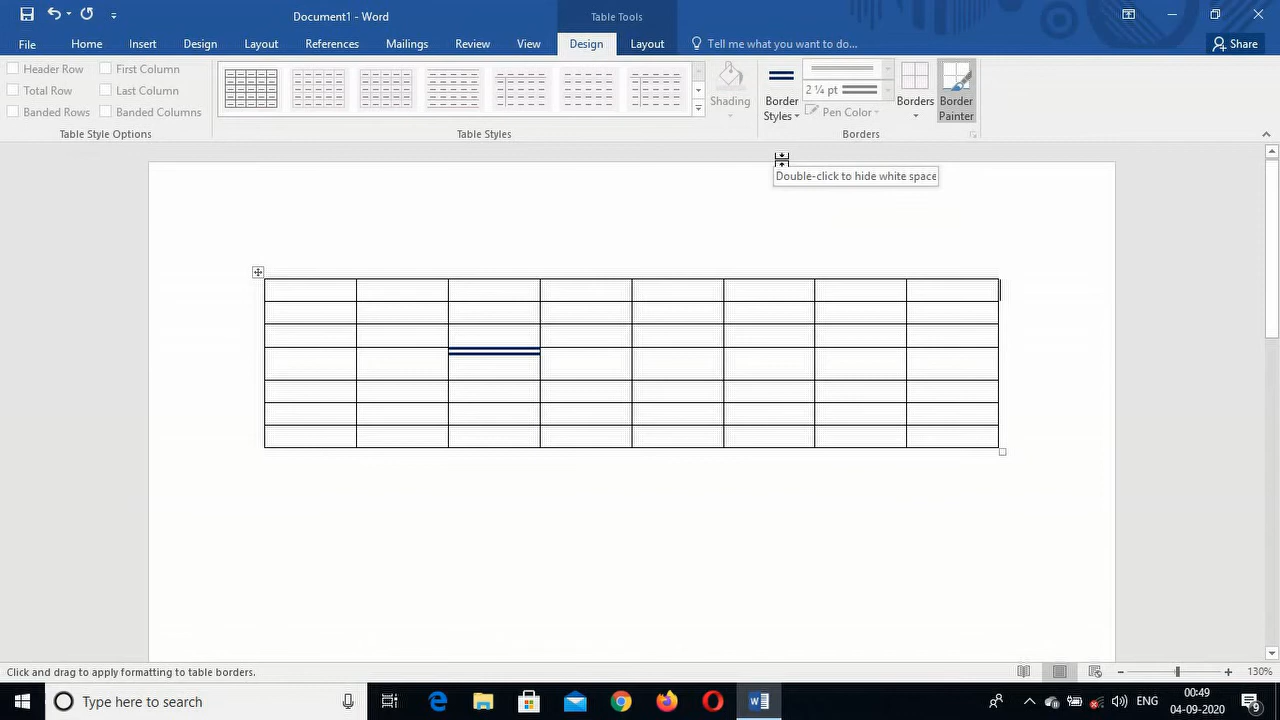 Document1 - Word
Table Tools
File
Home
Insert
Design
Layout
References
Mailings
Review
View
Design
Layout
Tell me what you want to do...
Share
Header Row
First Column
Total Row
Last Column
Banded Rows
Banded Columns
Table Style Options
Table Styles
Shading
Border
Styles
2 ¼ pt
Pen Color
Borders
Border
Painter
Borders
Double-click to hide white space
Click and drag to apply formatting to table borders.
130%
Type here to search
ENG
00:49
04-09-2020
9